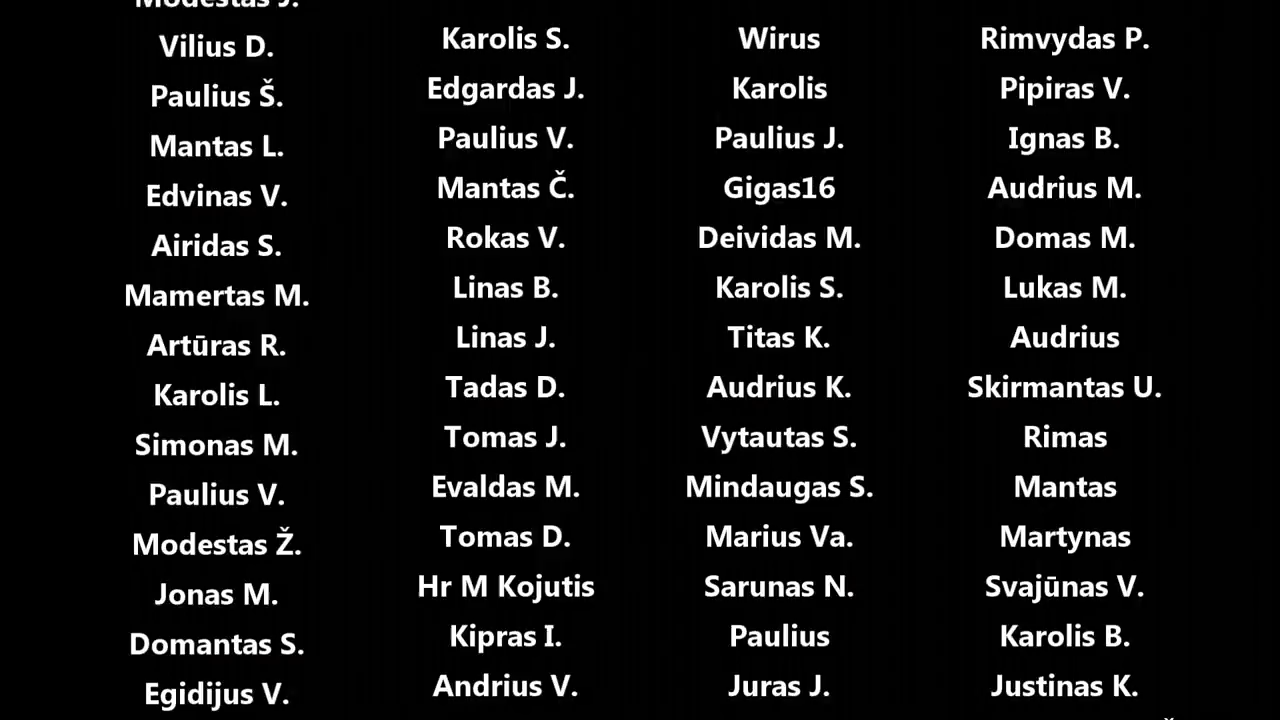 Modestas J.
Vilius D.
Paulius Š.
Mantas L.
Edvinas V.
Airidas S.
Mamertas M.
Artūras R.
Karolis L.
Simonas M.
Paulius V.
Modestas Ž.
Jonas M.
Domantas S.
Egidijus V.
Karolis S.
Edgardas J.
Paulius V.
Mantas Č.
Rokas V.
Linas B.
Linas J.
Tadas D.
Tomas J.
Evaldas M.
Tomas D.
Hr M Kojutis
Kipras I.
Andrius V.
Wirus
Karolis
Paulius J.
Gigas16
Deividas M.
Karolis S.
Titas K.
Audrius K.
Vytautas S.
Mindaugas S.
Marius Va.
Sarunas N.
Paulius
Juras J.
Rimvydas P.
Pipiras V.
Ignas B.
Audrius M.
Domas M.
Lukas M.
Audrius
Skirmantas U.
Rimas
Mantas
Martynas
Svajūnas V.
Karolis B.
Justinas K.